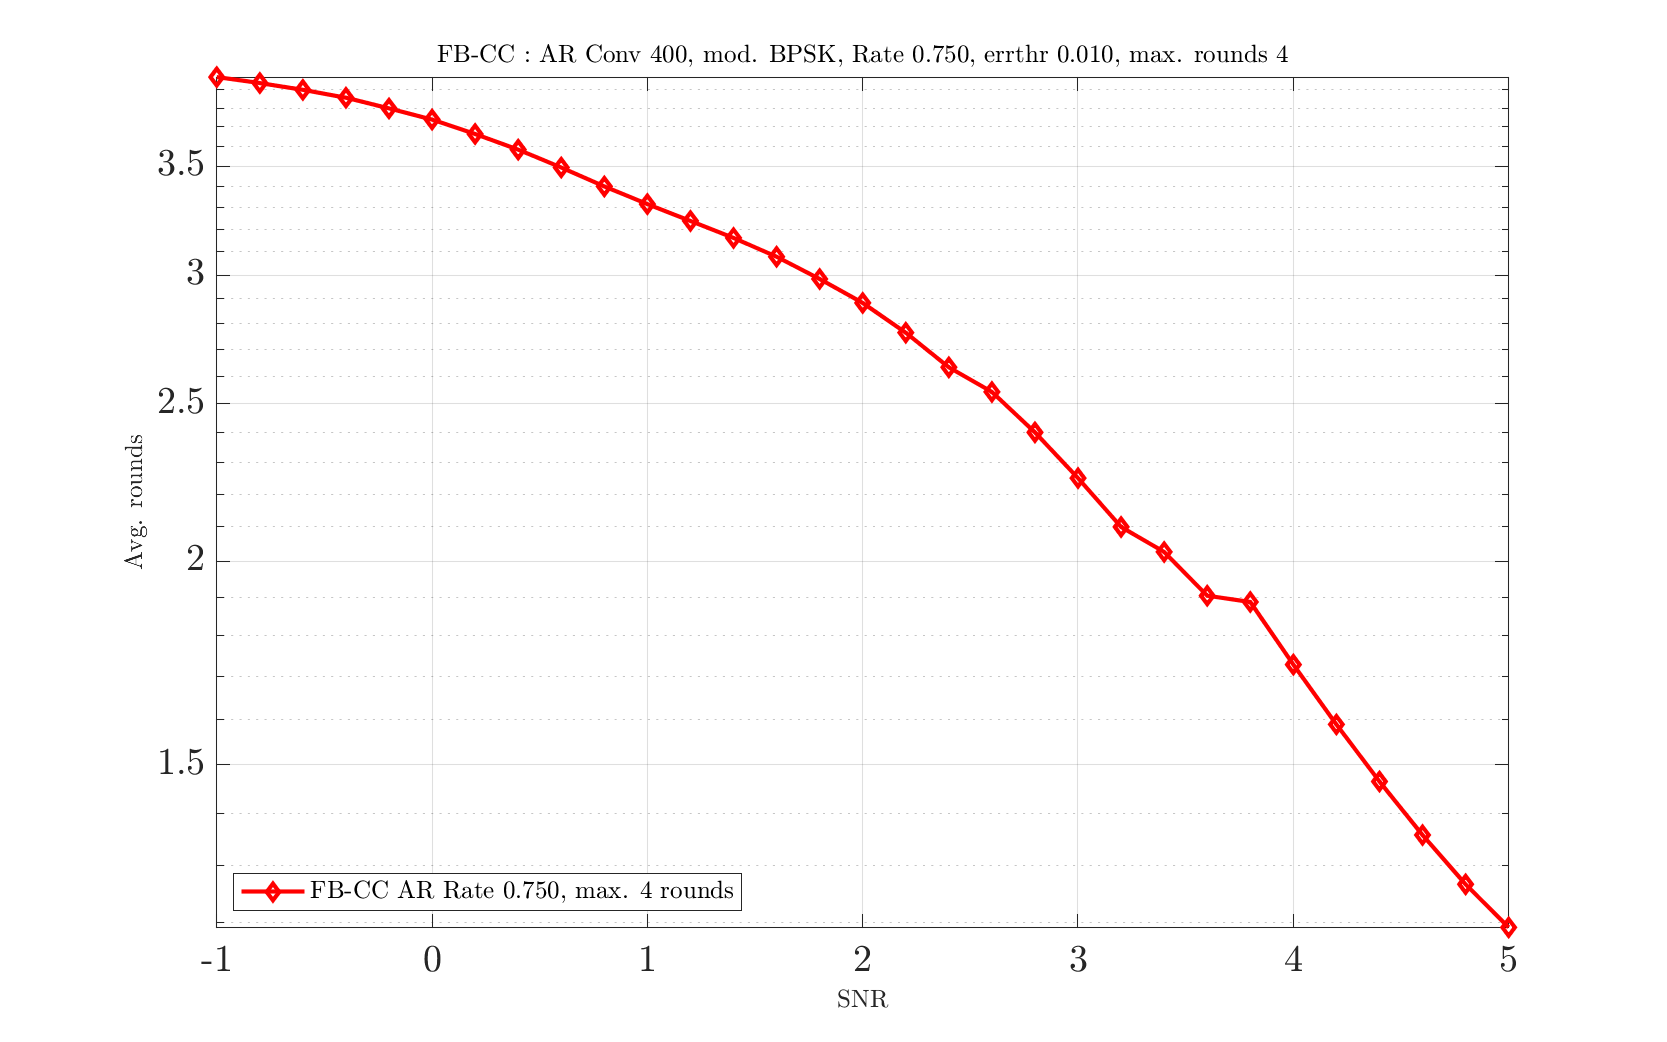 FB-CC : AR Conv 400, mod. BPSK, Rate 0.750, errthr 0.010, max. rounds 4
3.5
3
2.5
2
1.5
Avg. rounds
FB-CC AR Rate 0.750, max. 4 rounds
-1 0 1 2 3 4 5
SNR